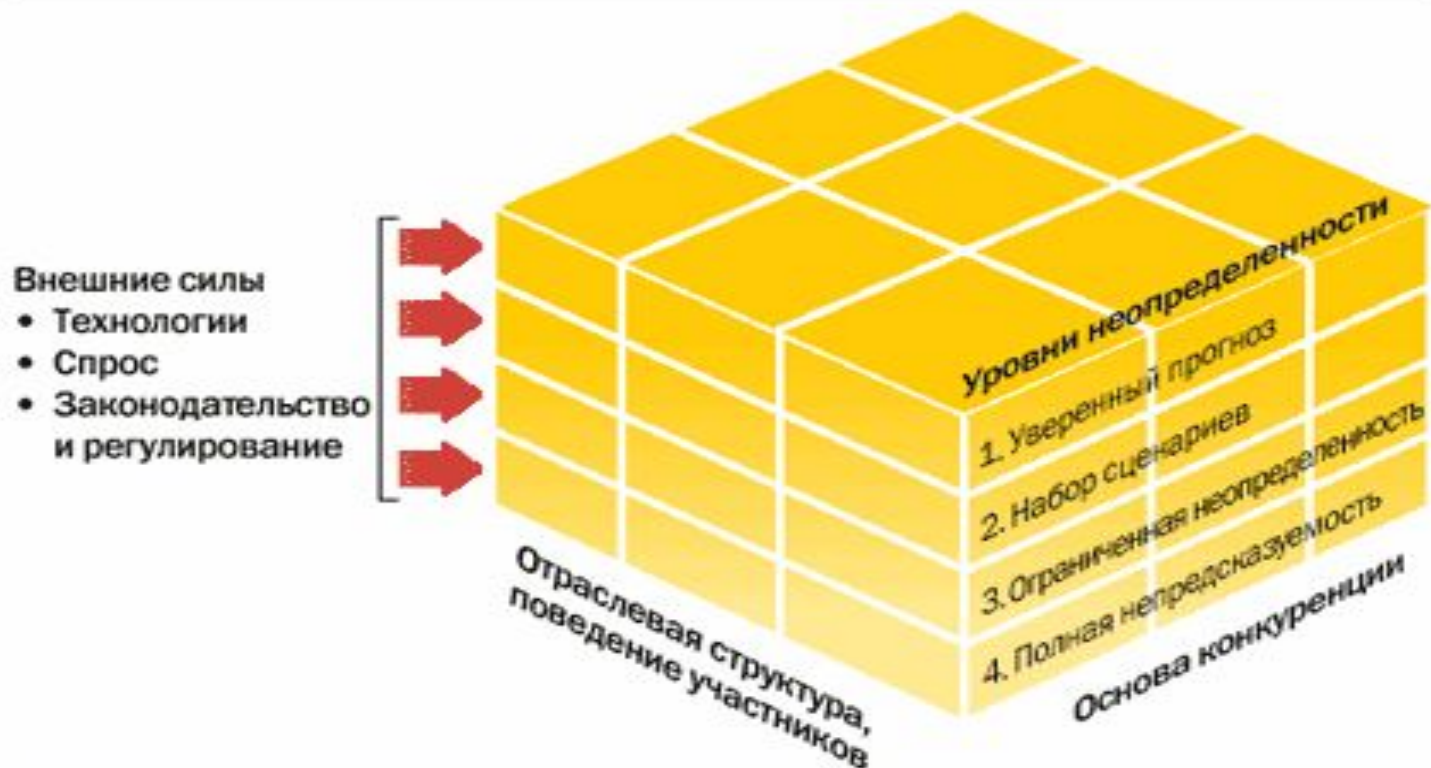 Внешние силы
• Технологии
• Спрос
• Законодательство
и регулирование
Уровни неопределенности
1. Уверенный прогноз
2. Набор сценариев
3. Ограниченная неопределенность
4. Полная непредсказуемость
Отраслевая структура,
поведение участников
Основа конкуренции